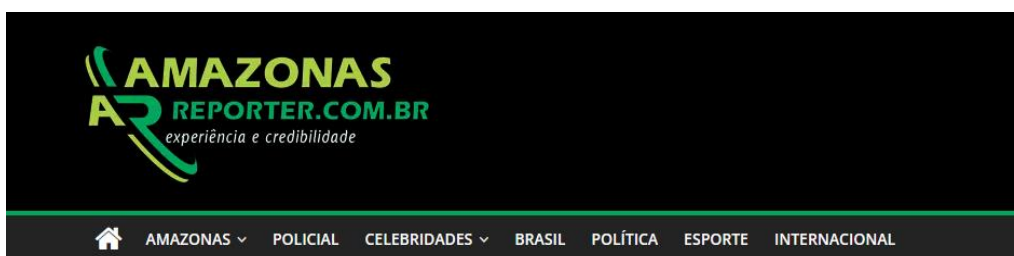 AMAZONAS
AR REPORTER.COM.BR
experiência e credibilidade
AMAZONAS POLICIAL CELEBRIDADES BRASIL POLÍTICA ESPORTE INTERNACIONAL